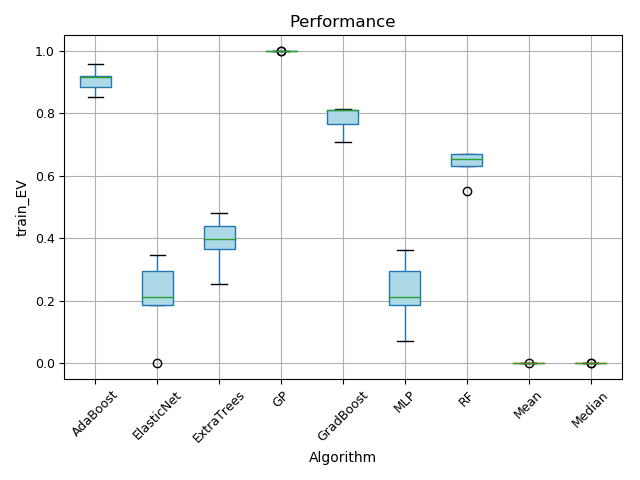 Performance
1.0
0.8
0.6
0.4
0.2
0.0
train_EV
AdaBoost
ElasticNet
ExtraTrees
GP
GradBoost
MLP
RF
Mean
Median
Algorithm